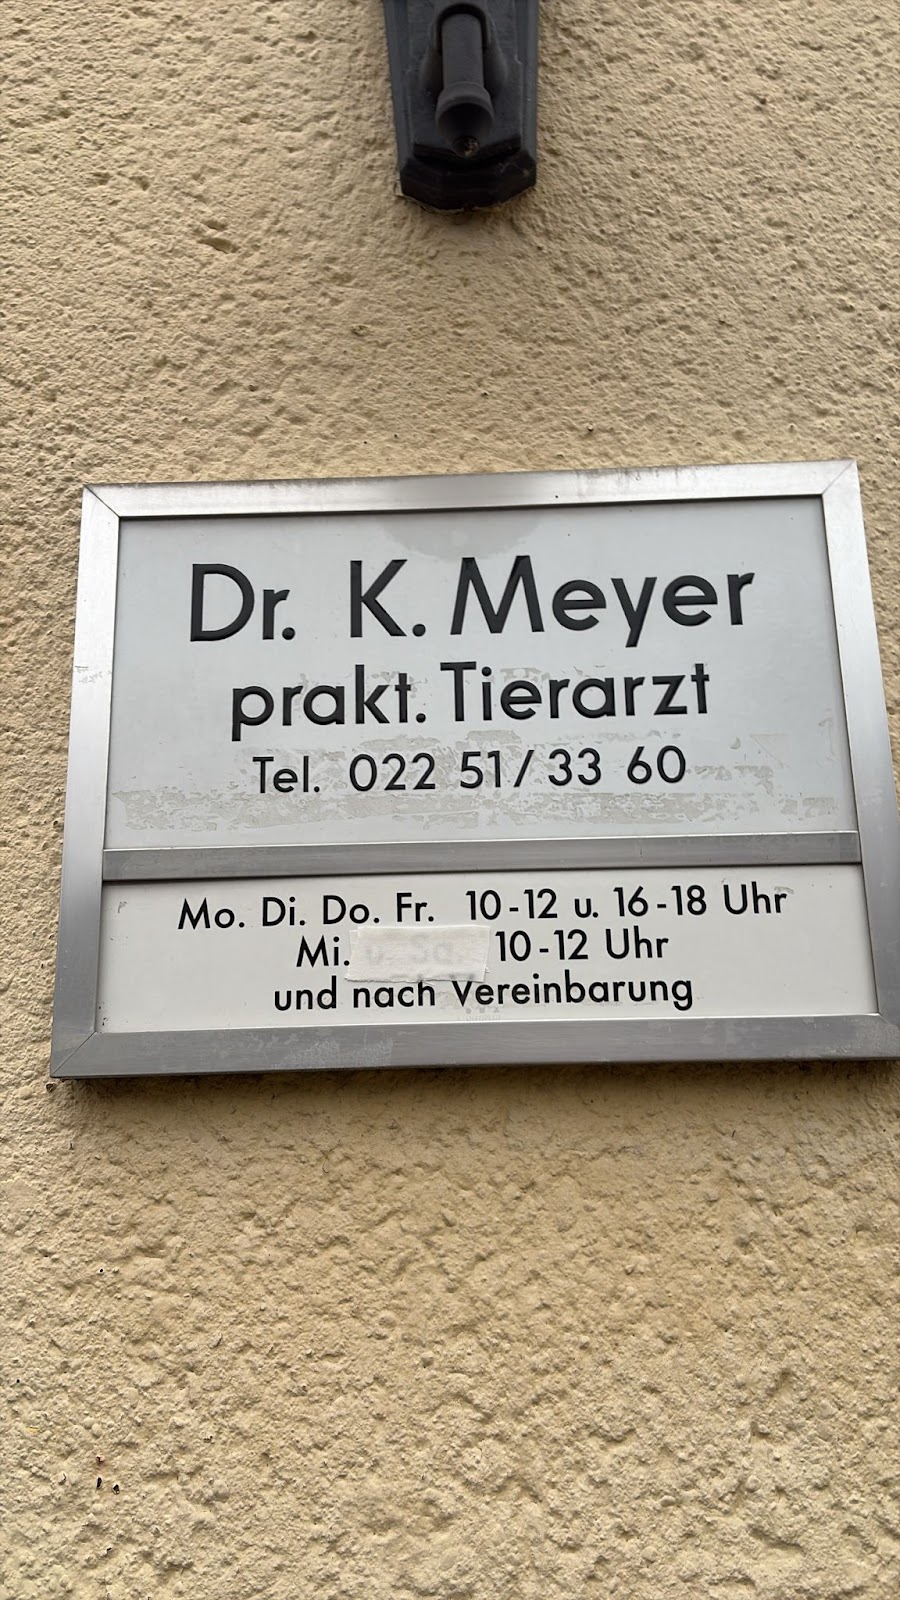 Dr. K. Meyer
prakt. Tierarzt
Tel. 022 51/33 60
Mo. Di. Do. Fr. 10-12 u. 16-18 Uhr
Mi. u. Sa. 10-12 Uhr
und nach Vereinbarung